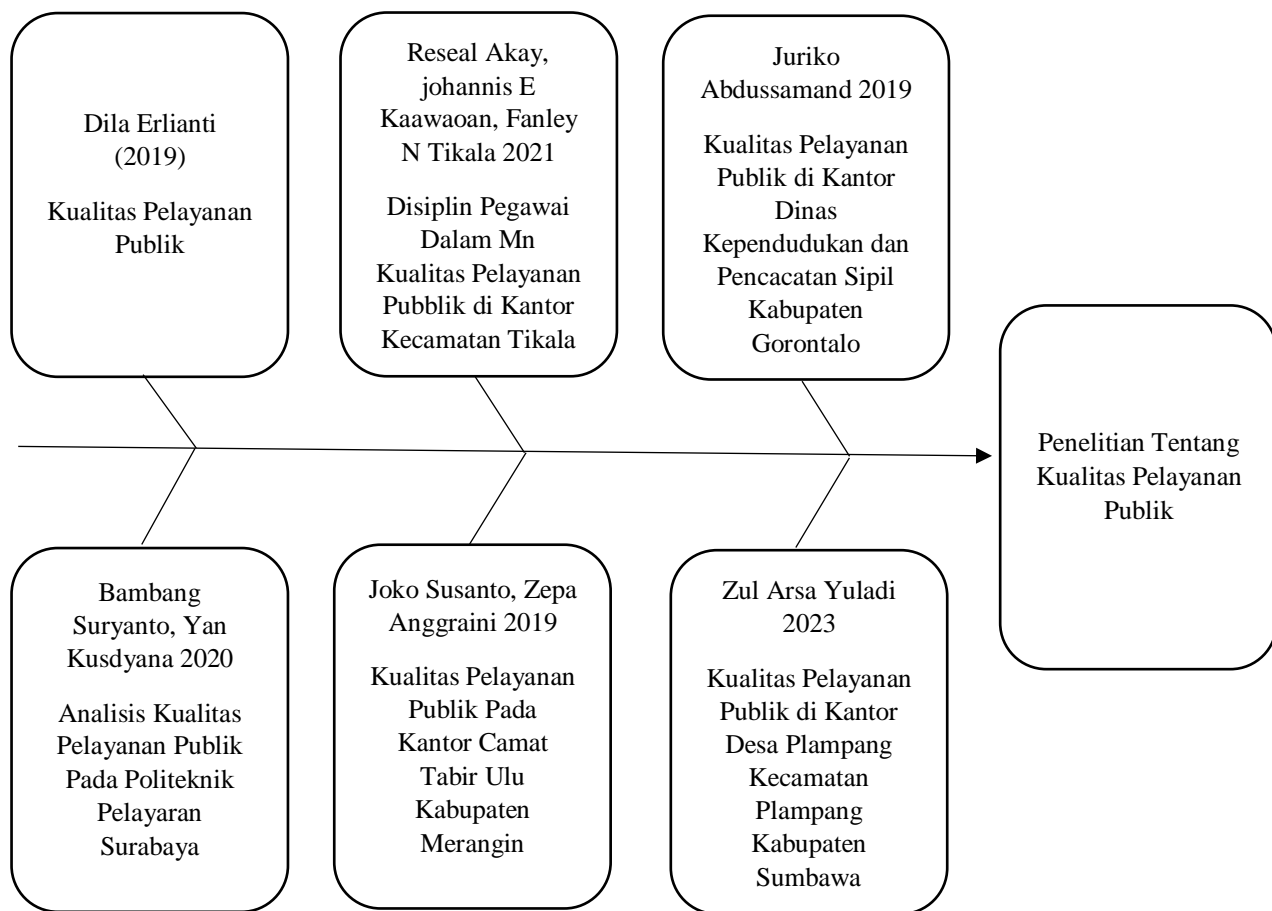 Dila Erlianti
(2019)
Kualitas Pelayanan
Publik
Reseal Akay,
johannis E
Kaawaoan, Fanley
N Tikala 2021
Disiplin Pegawai
Dalam Mn
Kualitas Pelayanan
Pubblik di Kantor
Kecamatan Tikala
Juriko
Abdussamand 2019
Kualitas Pelayanan
Publik di Kantor
Dinas
Kependudukan dan
Pencacatan Sipil
Kabupaten
Gorontalo
Penelitian Tentang
Kualitas Pelayanan
Publik
Bambang
Suryanto, Yan
Kusdyana 2020
Analisis Kualitas
Pelayanan Publik
Pada Politeknik
Pelayaran
Surabaya
Joko Susanto, Zepa
Anggraini 2019
Kualitas Pelayanan
Publik Pada
Kantor Camat
Tabir Ulu
Kabupaten
Merangin
Zul Arsa Yuladi
2023
Kualitas Pelayanan
Publik di Kantor
Desa Plampang
Kecamatan
Plampang
Kabupaten
Sumbawa